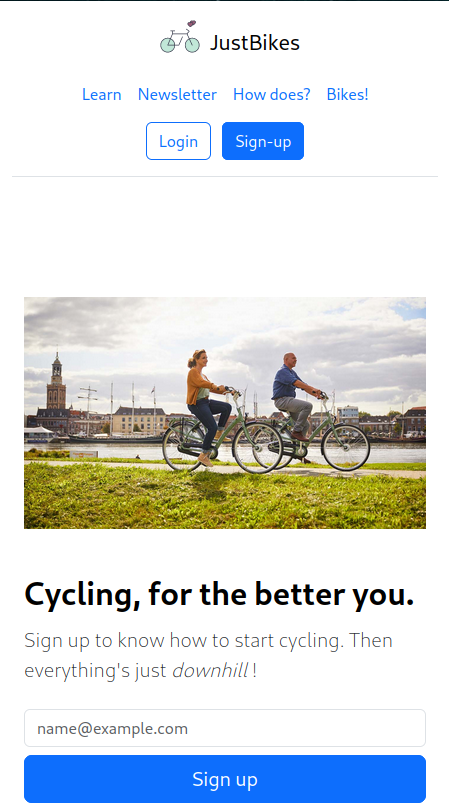 JustBikes
Learn Newsletter How does? Bikes!
Login Sign-up
Cycling, for the better you.
Sign up to know how to start cycling. Then
everything's just downhill !
name@example.com
Sign up